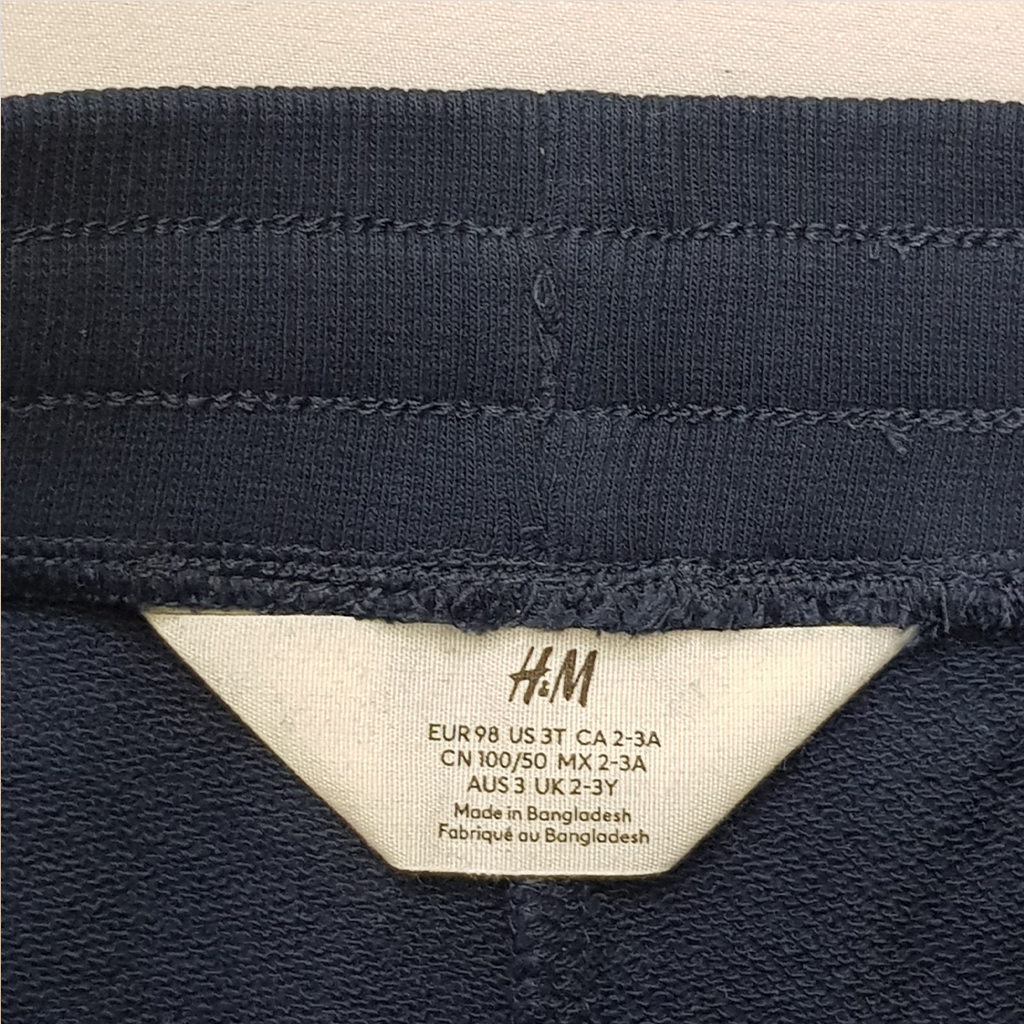 H&M
EUR 98 US 3T CA 2-3A
CN 100/50 MX 2-3A
AUS 3 UK 2-3Y
Made in Bangladesh
Fabriqué au Bangladesh